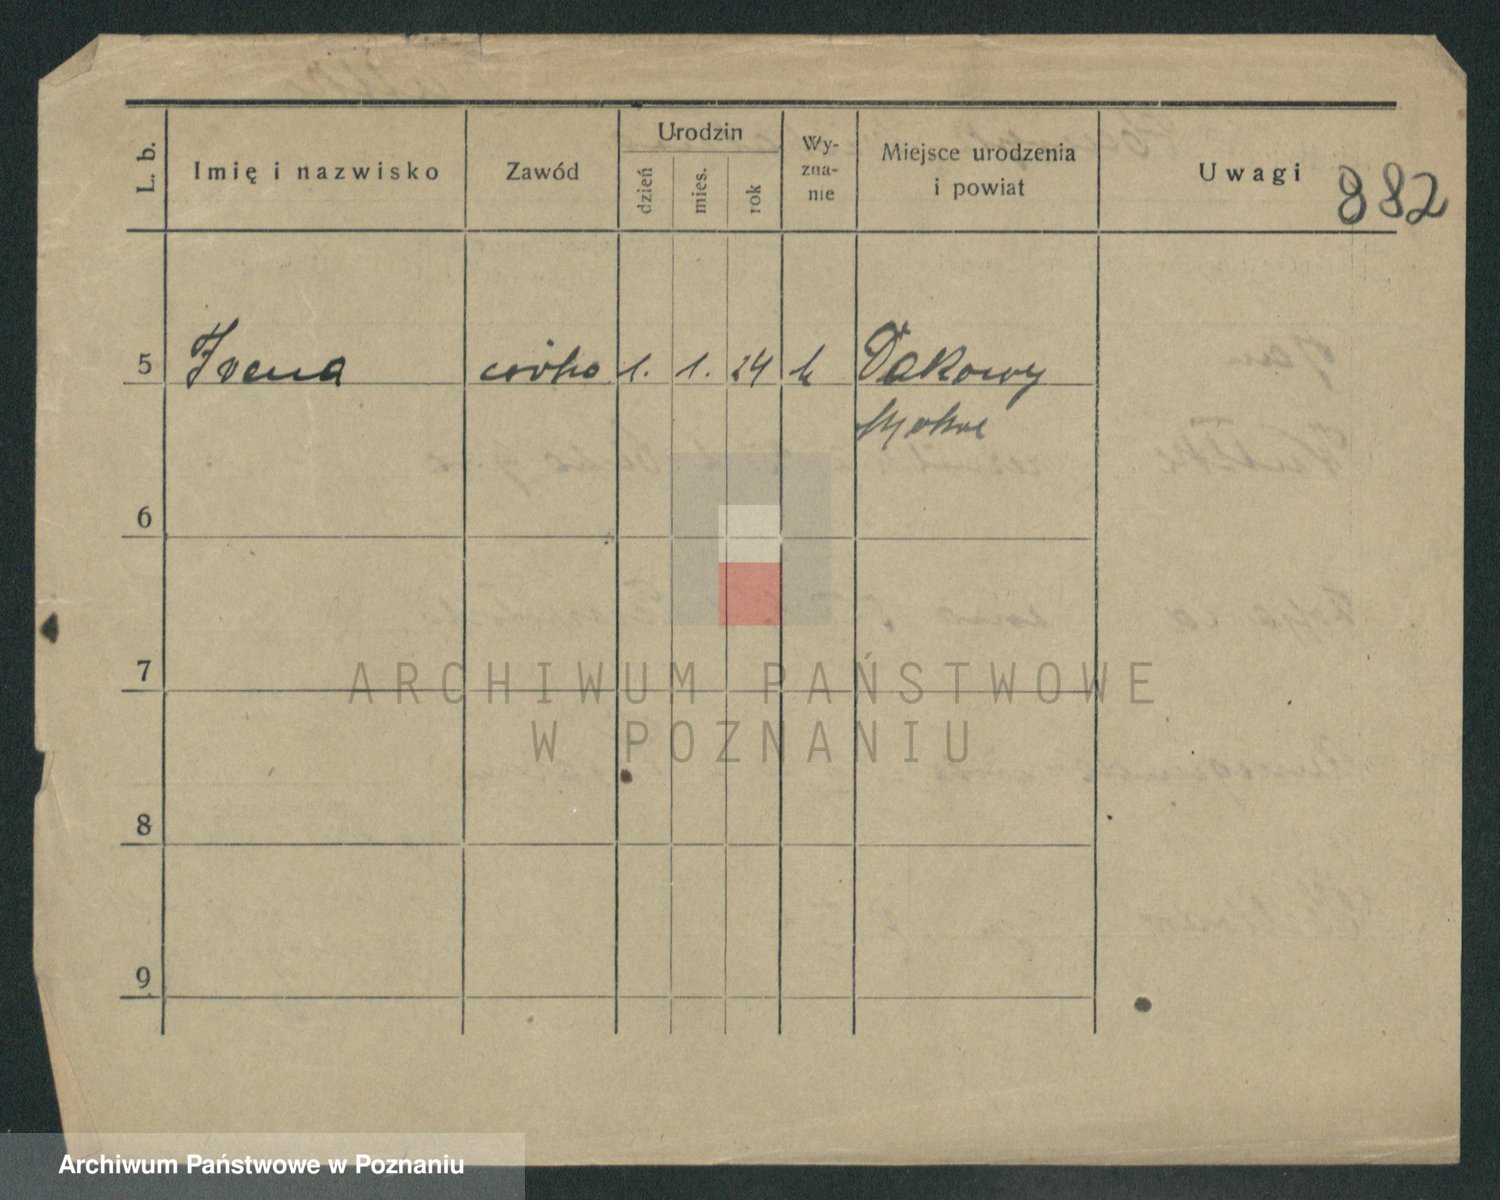 L. b.
Imię i nazwisko
Zawód
Urodzin
dzień
mies.
rok
Wy-
zna-
nie
Miejsce urodzenia
i powiat
Uwagi
882
5 Irena córka 1. 1. 24 k Dakowy
Mokre
6
7
8
9
ARCHIWUM PAŃSTWOWE
W POZNANIU
Archiwum Państwowe w Poznaniu